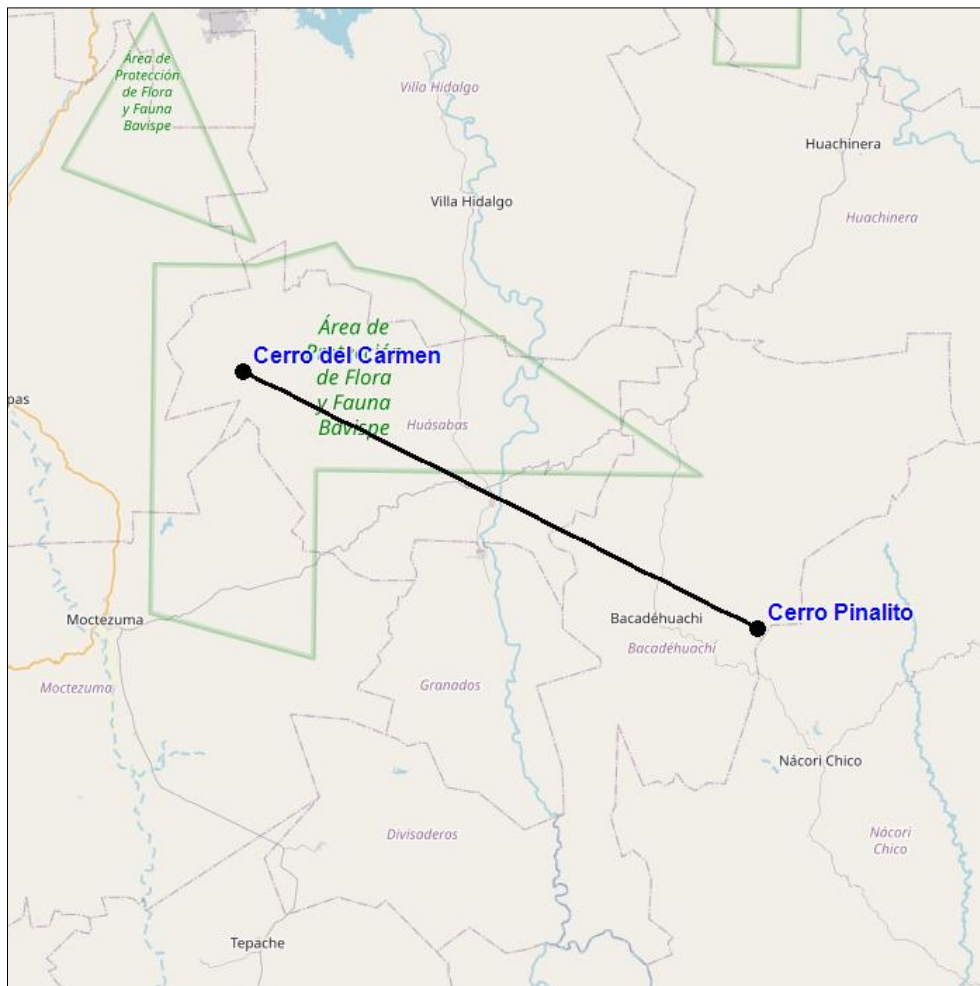 Área de
Protección
de Flora
y Fauna
Bavispe
Villa Hidalgo
Huachinera
Villa Hidalgo
Huachinera
Área de
Protección
de Flora
y Fauna
Bavispe
Cerro del Carmen
pas
Huásabas
Cerro Pinalito
Moctezuma
Bacadéhuachi
Bacadéhuachi
Moctezuma
Granados
Nácori Chico
Divisaderos
Nácori
Chico
Tepache